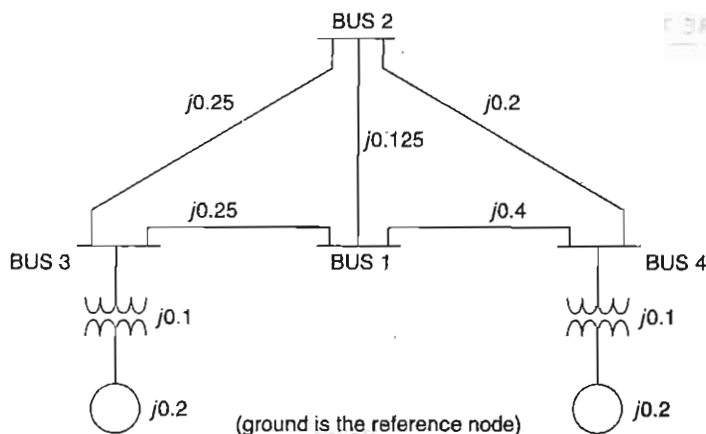 BUS 2
j0.25
j0.2
j0.125
j0.25
j0.4
BUS 3
BUS 1
BUS 4
j0.1
j0.1
j0.2
j0.2
(ground is the reference node)